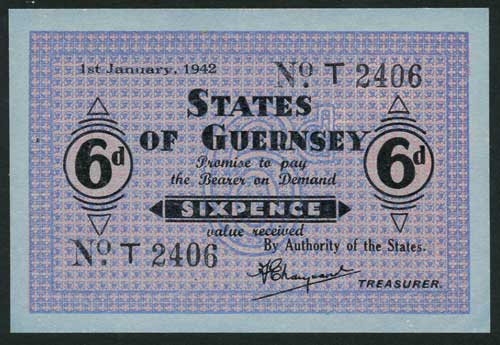 1st January, 1942
No. T 2406
STATES
OF GUERNSEY
6d
6d
Promise to pay
the Bearer on Demand
SIXPENCE
value received
By Authority of the States.
No. T 2406
TREASURER.